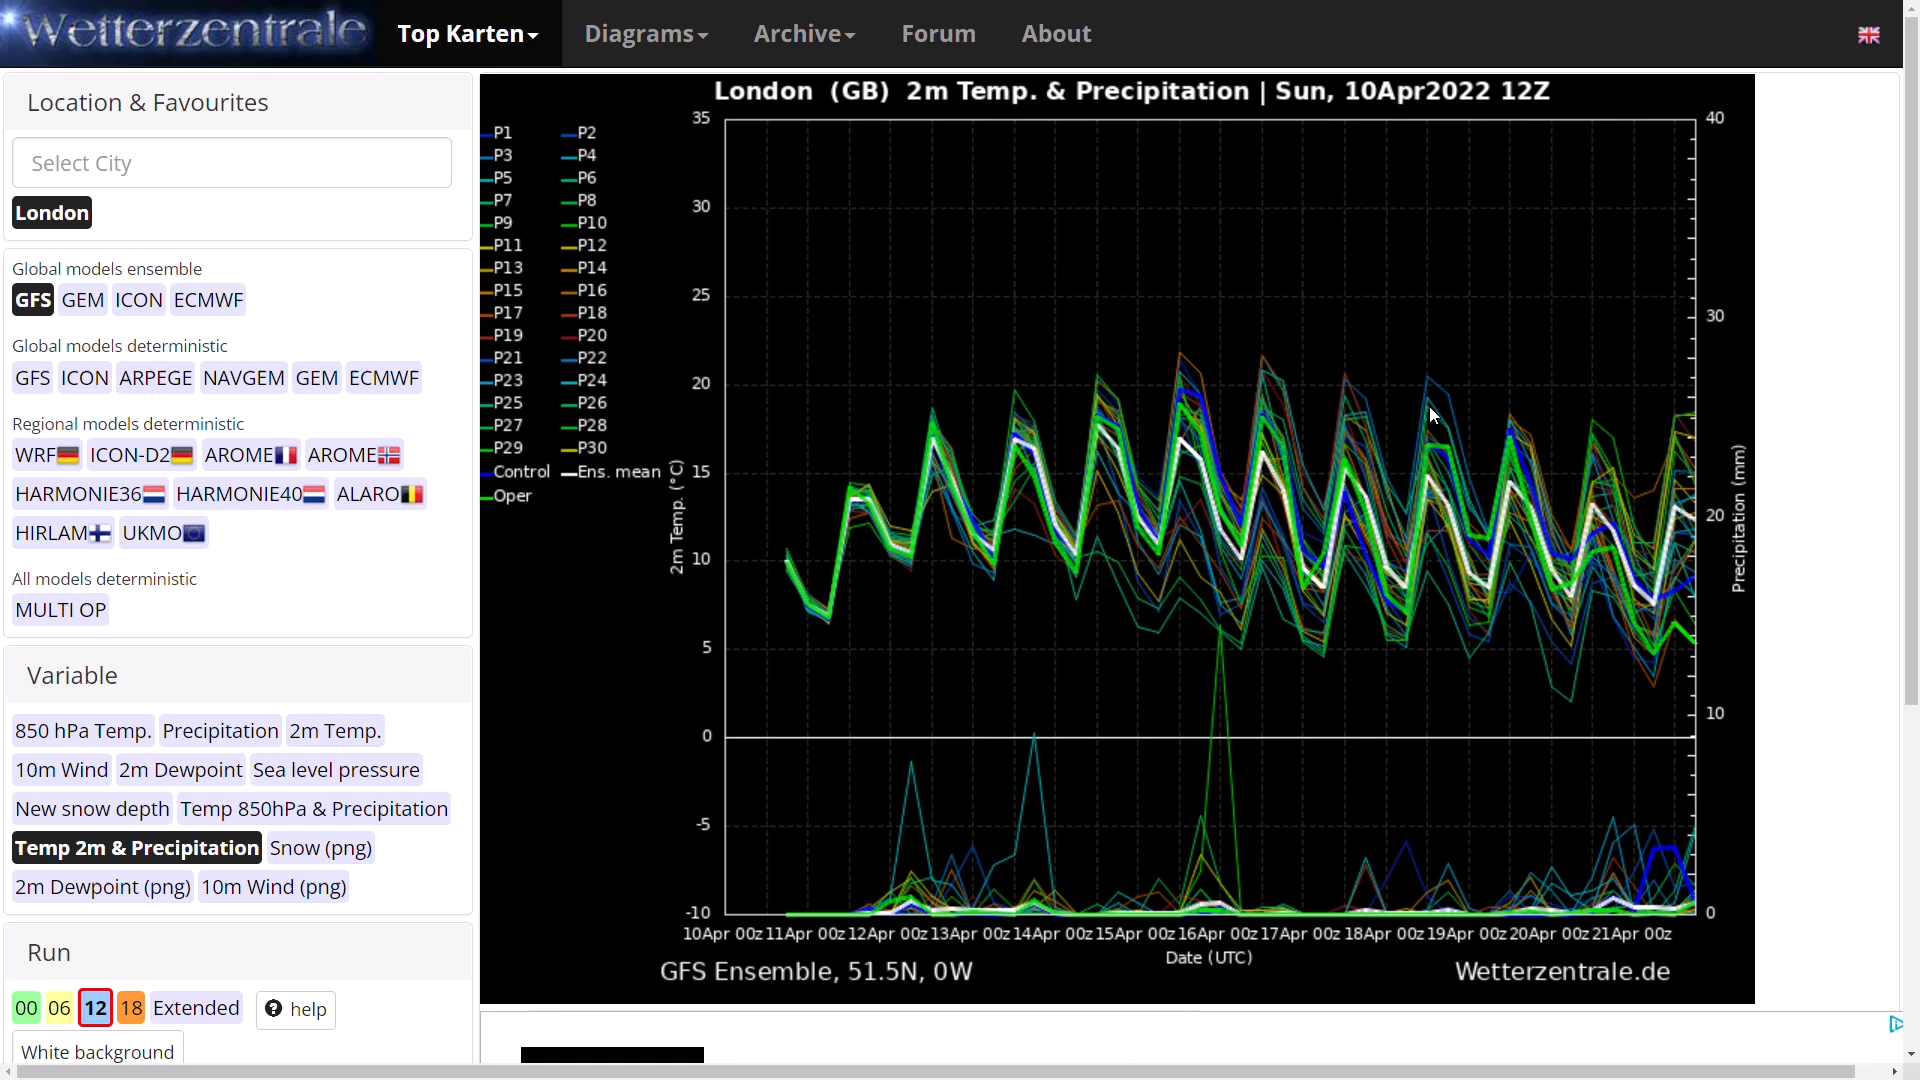 Wetterzentrale
Top Karten
Diagrams
Archive
Forum
About
Location & Favourites
Select City
London
Global models ensemble
GFS GEM ICON ECMWF
Global models deterministic
GFS ICON ARPEGE NAVGEM GEM ECMWF
Regional models deterministic
WRF ICON-D2 AROME AROME
HARMONIE36 HARMONIE40 ALARO
HIRLAM UKMO
All models deterministic
MULTI OP
Variable
850 hPa Temp. Precipitation 2m Temp.
10m Wind 2m Dewpoint Sea level pressure
New snow depth Temp 850hPa & Precipitation
Temp 2m & Precipitation Snow (png)
2m Dewpoint (png) 10m Wind (png)
Run
00 06 12 18 Extended help
White background
London (GB) 2m Temp. & Precipitation | Sun, 10Apr2022 12Z
P1 P2
P3 P4
P5 P6
P7 P8
P9 P10
P11 P12
P13 P14
P15 P16
P17 P18
P19 P20
P21 P22
P23 P24
P25 P26
P27 P28
P29 P30
Control Ens. mean
Oper
2m Temp. (°C)
35
30
25
20
15
10
5
0
-5
-10
40
30
20
10
0
Precipitation (mm)
10Apr 00z 11Apr 00z 12Apr 00z 13Apr 00z 14Apr 00z 15Apr 00z 16Apr 00z 17Apr 00z 18Apr 00z 19Apr 00z 20Apr 00z 21Apr 00z
Date (UTC)
GFS Ensemble, 51.5N, 0W
Wetterzentrale.de